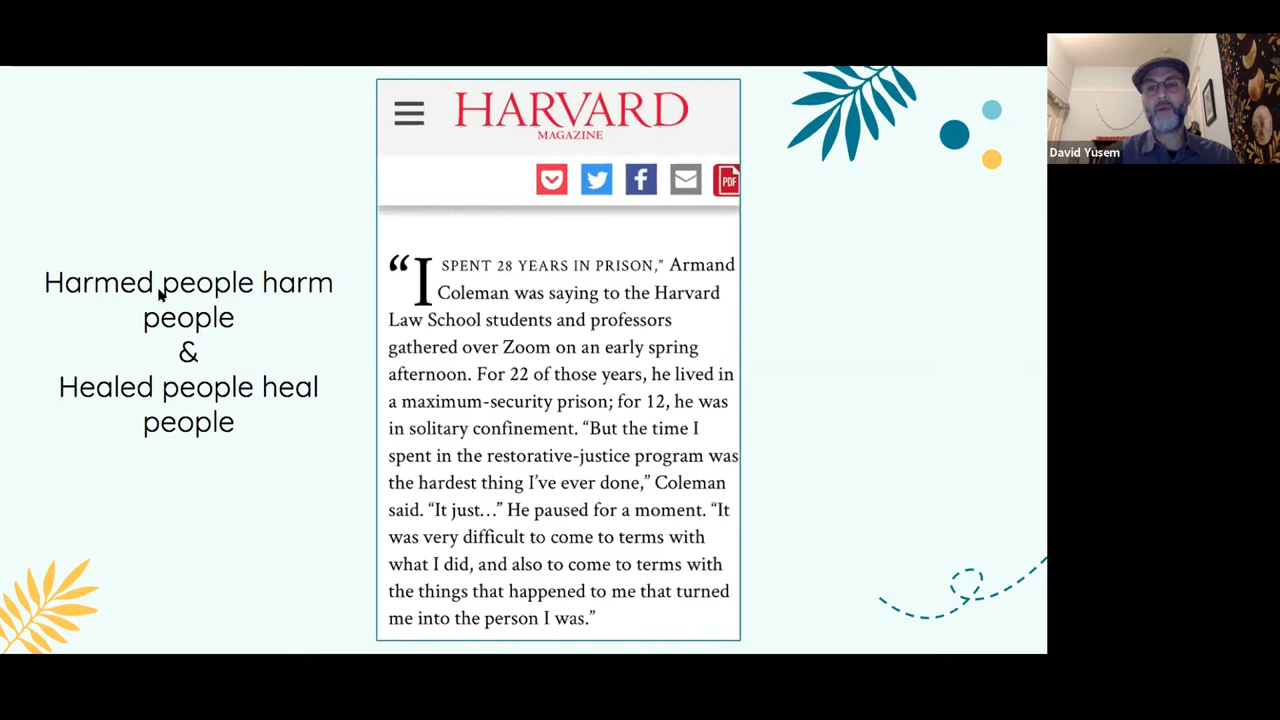 Harmed people harm
people
&
Healed people heal
people
HARVARD
MAGAZINE
PDF
“I SPENT 28 YEARS IN PRISON,” Armand
Coleman was saying to the Harvard
Law School students and professors
gathered over Zoom on an early spring
afternoon. For 22 of those years, he lived in
a maximum-security prison; for 12, he was
in solitary confinement. “But the time I
spent in the restorative-justice program was
the hardest thing I’ve ever done,” Coleman
said. “It just…” He paused for a moment. “It
was very difficult to come to terms with
what I did, and also to come to terms with
the things that happened to me that turned
me into the person I was.”
David Yusem